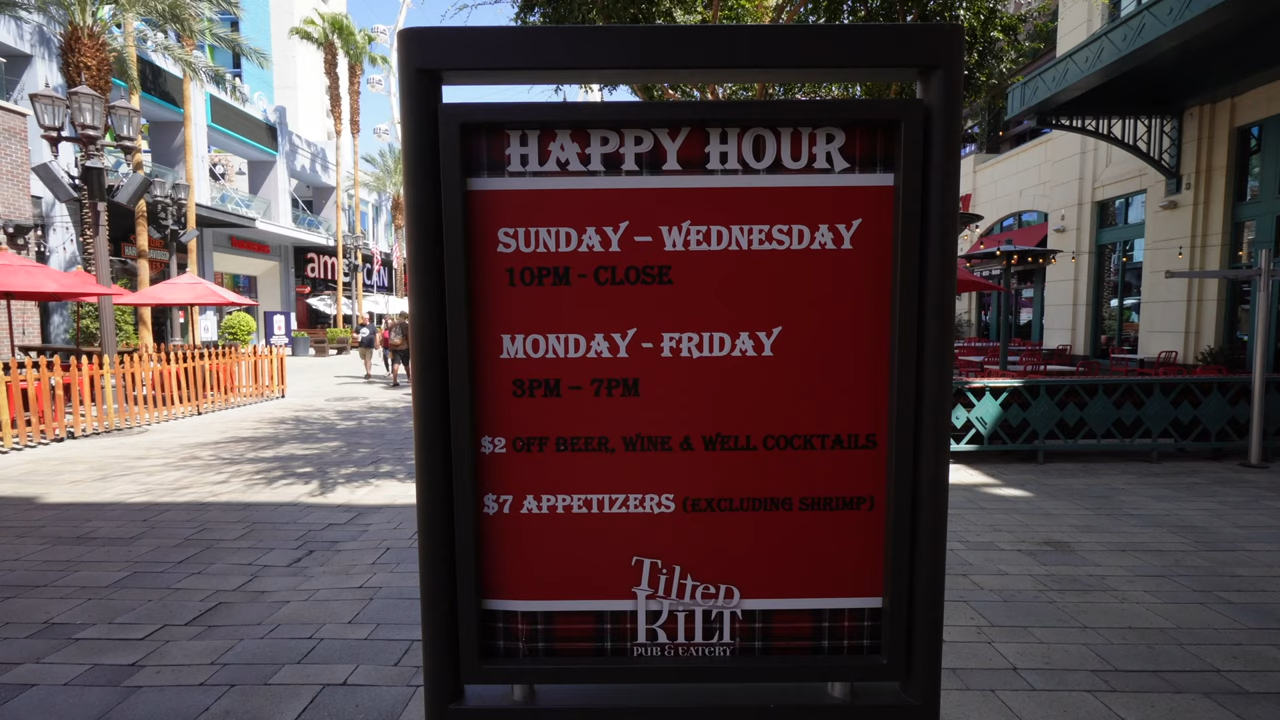 HAPPY HOUR
SUNDAY – WEDNESDAY
10PM - CLOSE
MONDAY - FRIDAY
3PM – 7PM
$2 OFF BEER, WINE & WELL COCKTAILS
$7 APPETIZERS (EXCLUDING SHRIMP)
Tilted
KILT
PUB & EATERY